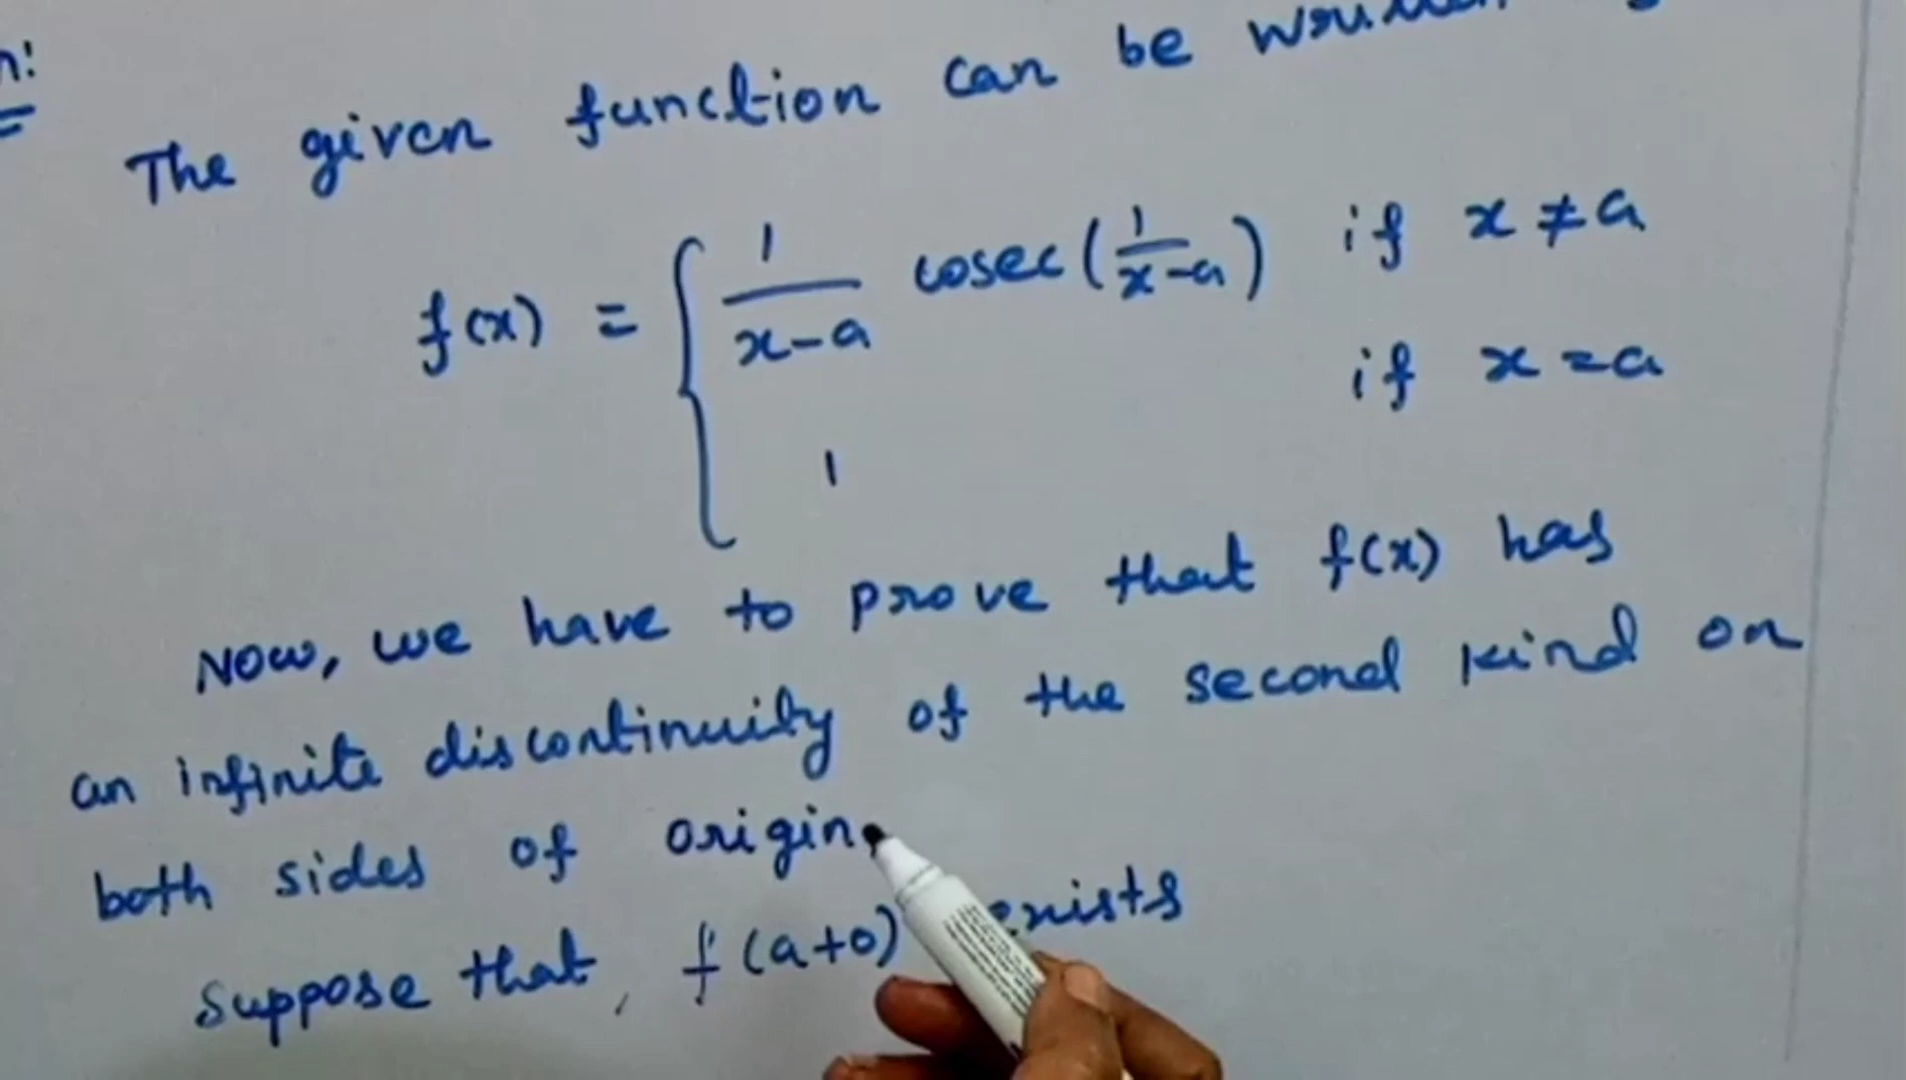 The given function can be written
f(x) = { 1/(x-a) cosec(1/(x-a)) if x ≠ a
1 if x = a
Now, we have to prove that f(x) has
an infinite discontinuity of the second kind on
both sides of origin
Suppose that, f(a+0) exists